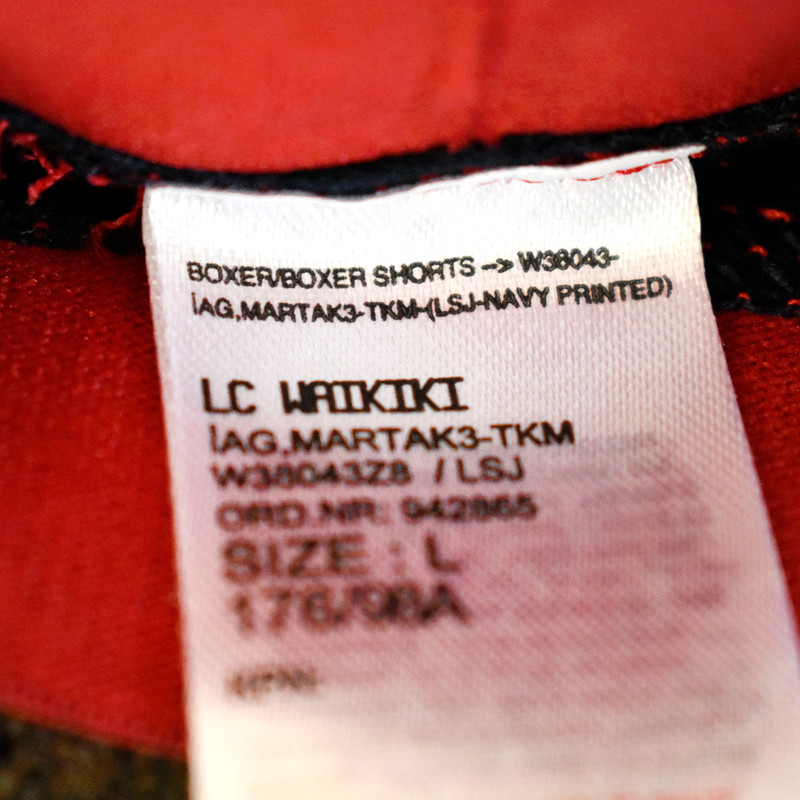 BOXER/BOXER SHORTS -> W38043-
İAG,MARTAK3-TKM-(LSJ-NAVY PRINTED)
LC WAIKIKI
İAG,MARTAK3-TKM
W38043Z8 / LSJ
ORD.NR: 942865
SIZE : L
176/98A